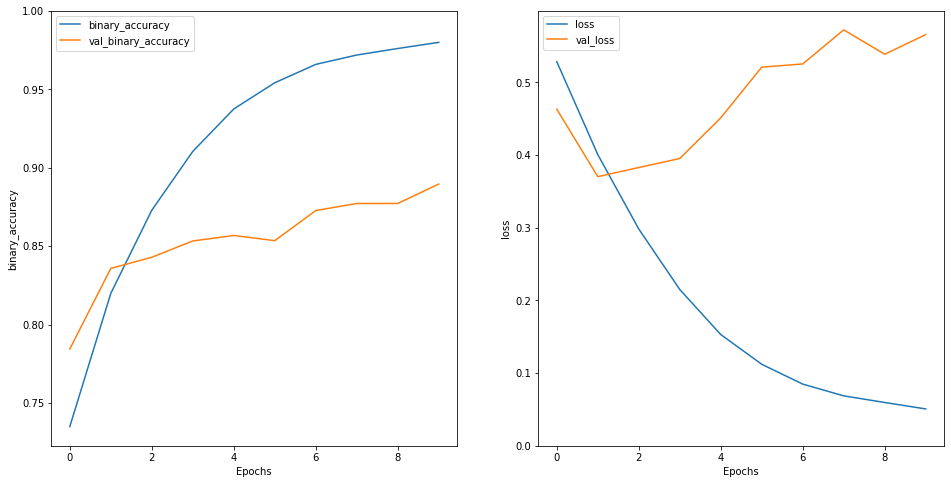 binary_accuracy
val_binary_accuracy
1.00
0.95
0.90
0.85
0.80
0.75
binary_accuracy
0 2 4 6 8
Epochs
loss
val_loss
0.5
0.4
0.3
0.2
0.1
0.0
loss
0 2 4 6 8
Epochs